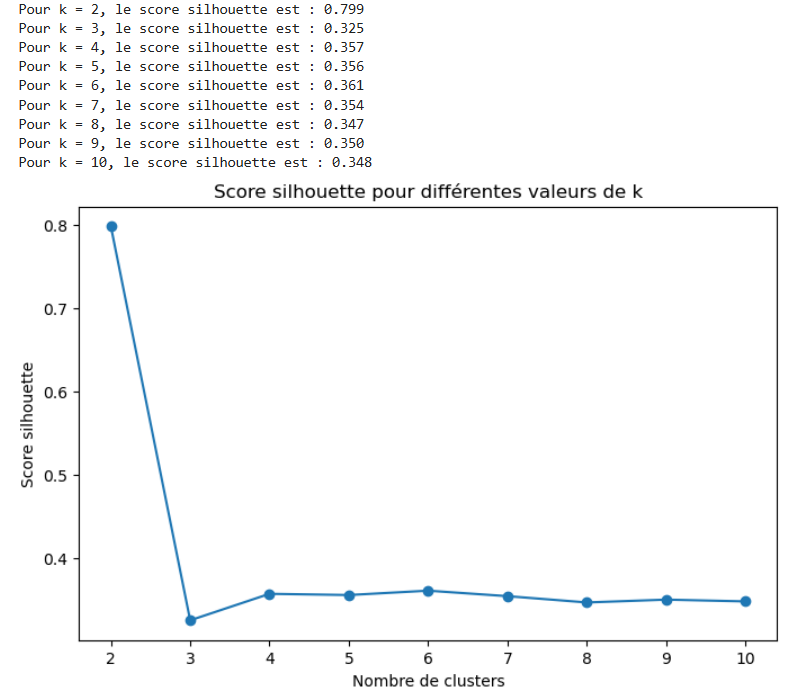 Pour k = 2, le score silhouette est : 0.799
Pour k = 3, le score silhouette est : 0.325
Pour k = 4, le score silhouette est : 0.357
Pour k = 5, le score silhouette est : 0.356
Pour k = 6, le score silhouette est : 0.361
Pour k = 7, le score silhouette est : 0.354
Pour k = 8, le score silhouette est : 0.347
Pour k = 9, le score silhouette est : 0.350
Pour k = 10, le score silhouette est : 0.348
Score silhouette pour différentes valeurs de k
0.8
0.7
0.6
0.5
0.4
Score silhouette
2 3 4 5 6 7 8 9 10
Nombre de clusters